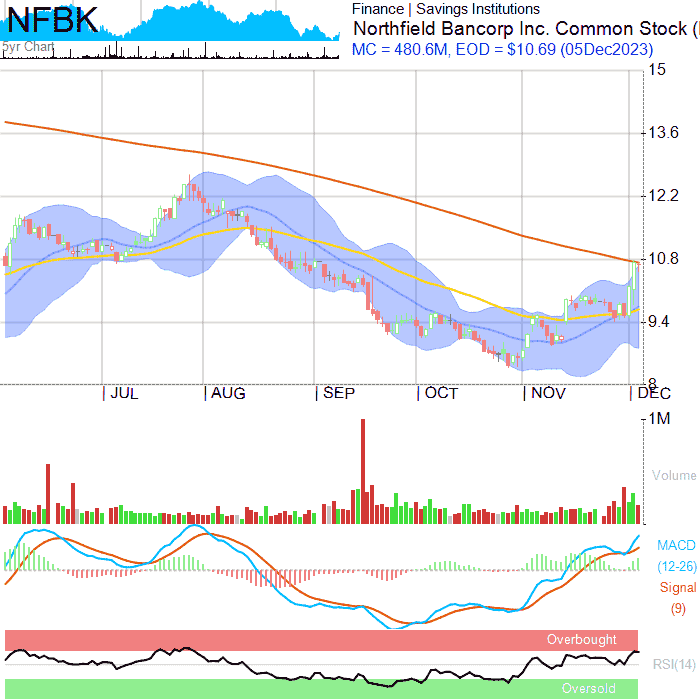 NFBK
5yr Chart
Finance | Savings Institutions
Northfield Bancorp Inc. Common Stock (
MC = 480.6M, EOD = $10.69 (05Dec2023)
15
13.6
12.2
10.8
9.4
8
JUL AUG SEP OCT NOV DEC
1M
Volume
MACD
(12-26)
Signal
(9)
Overbought
RSI(14)
Oversold